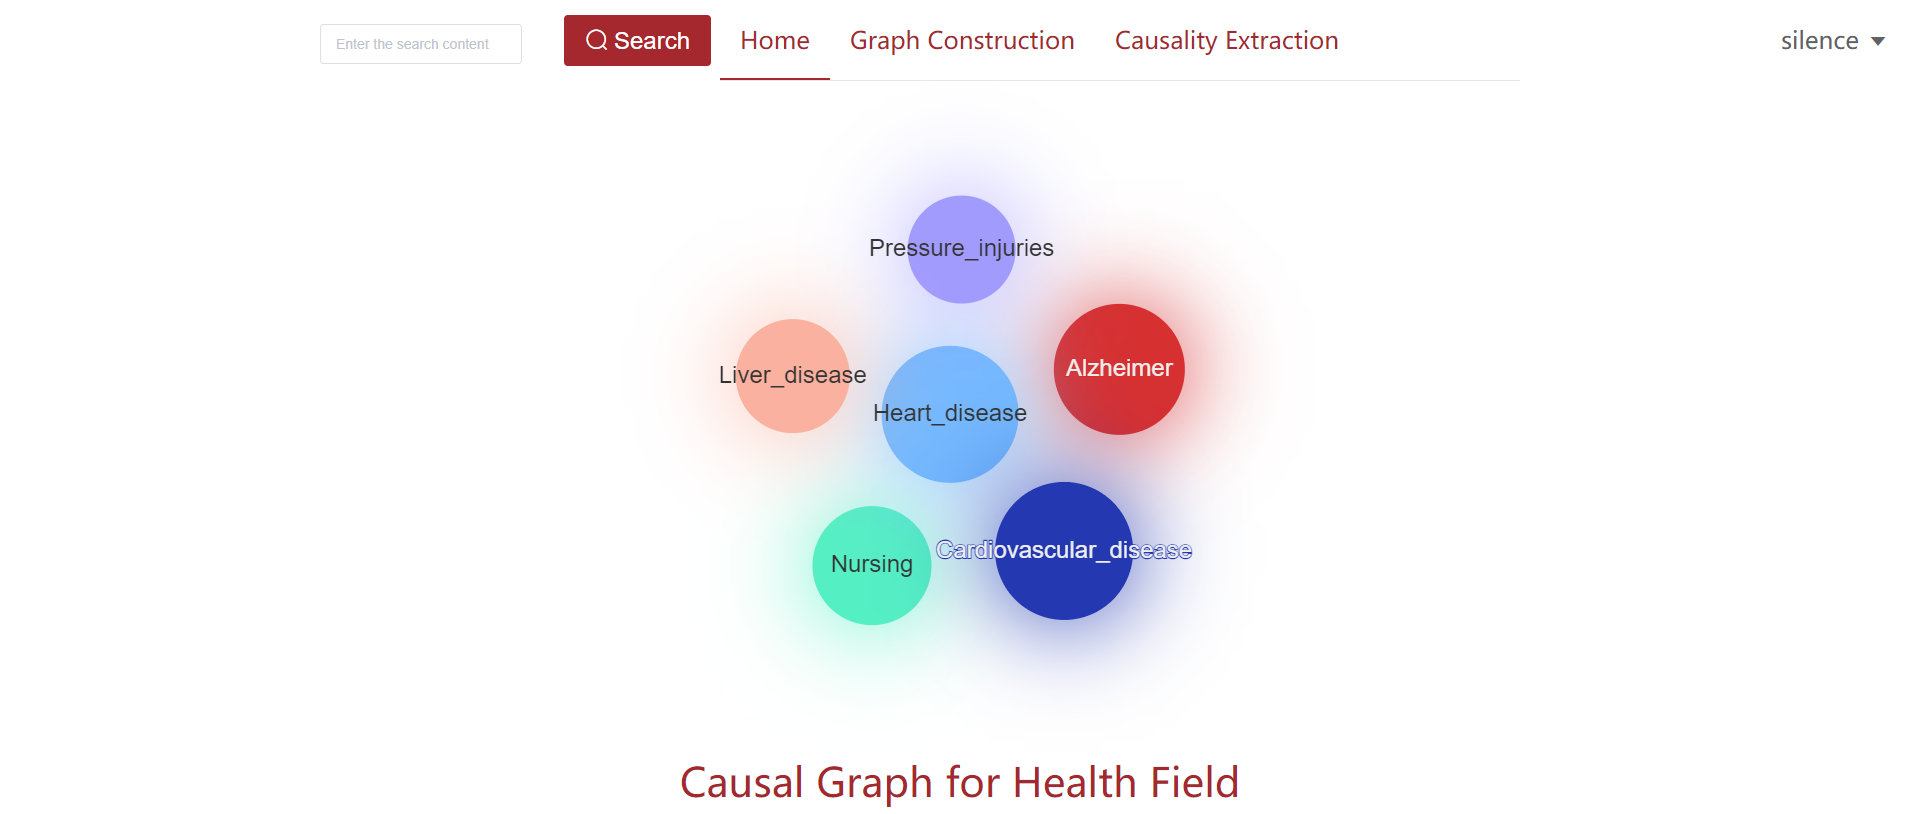 Enter the search content
Search
Home
Graph Construction
Causality Extraction
silence
Pressure_injuries
Alzheimer
Liver_disease
Heart_disease
Cardiovascular_disease
Nursing
Causal Graph for Health Field